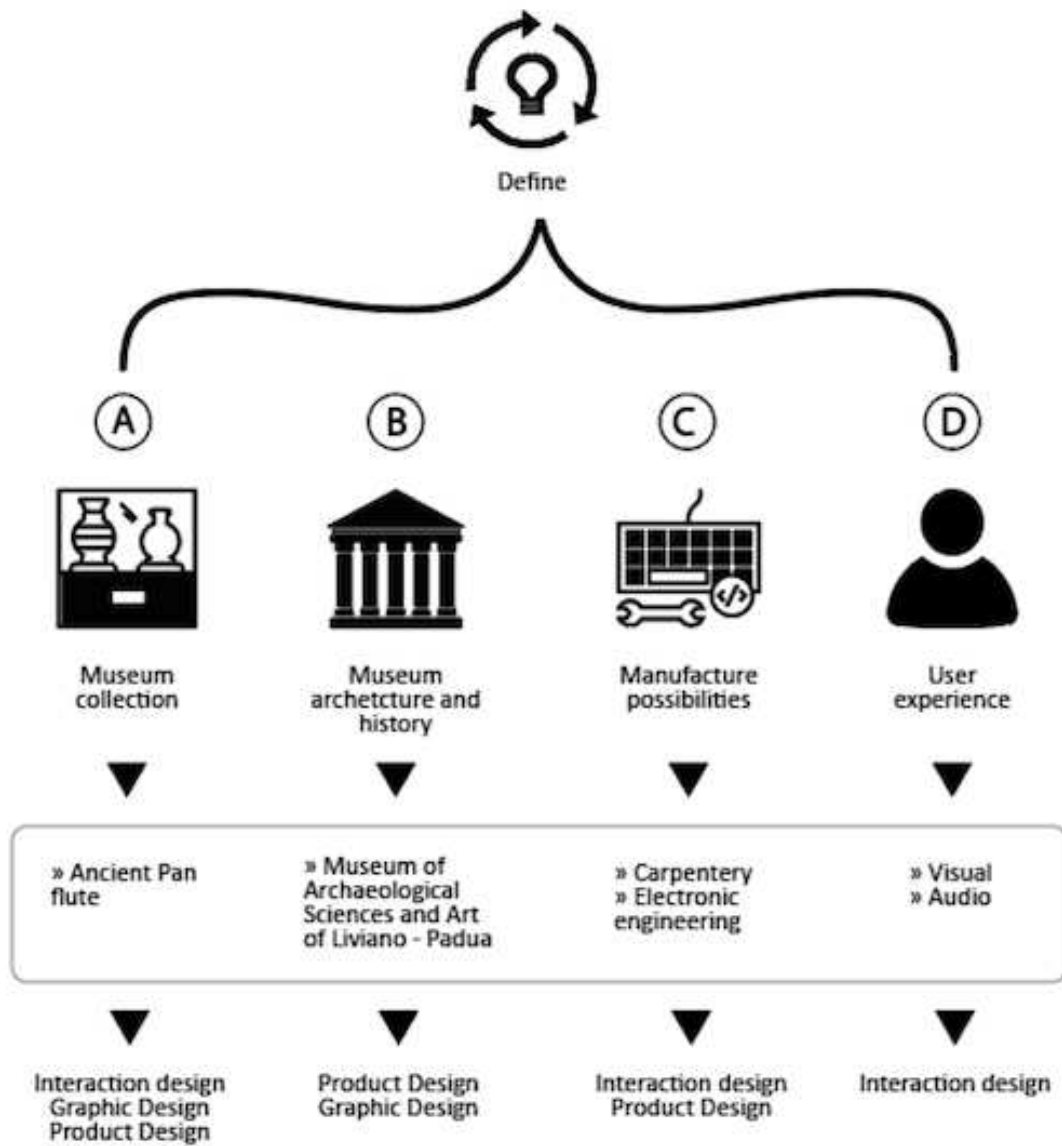 Define
A
B
C
D
Museum
collection
Museum
archetcture and
history
Manufacture
possibilities
User
experience
» Ancient Pan
flute
» Museum of
Archaeological
Sciences and Art
of Liviano - Padua
» Carpentery
» Electronic
engineering
» Visual
» Audio
Interaction design
Graphic Design
Product Design
Product Design
Graphic Design
Interaction design
Product Design
Interaction design